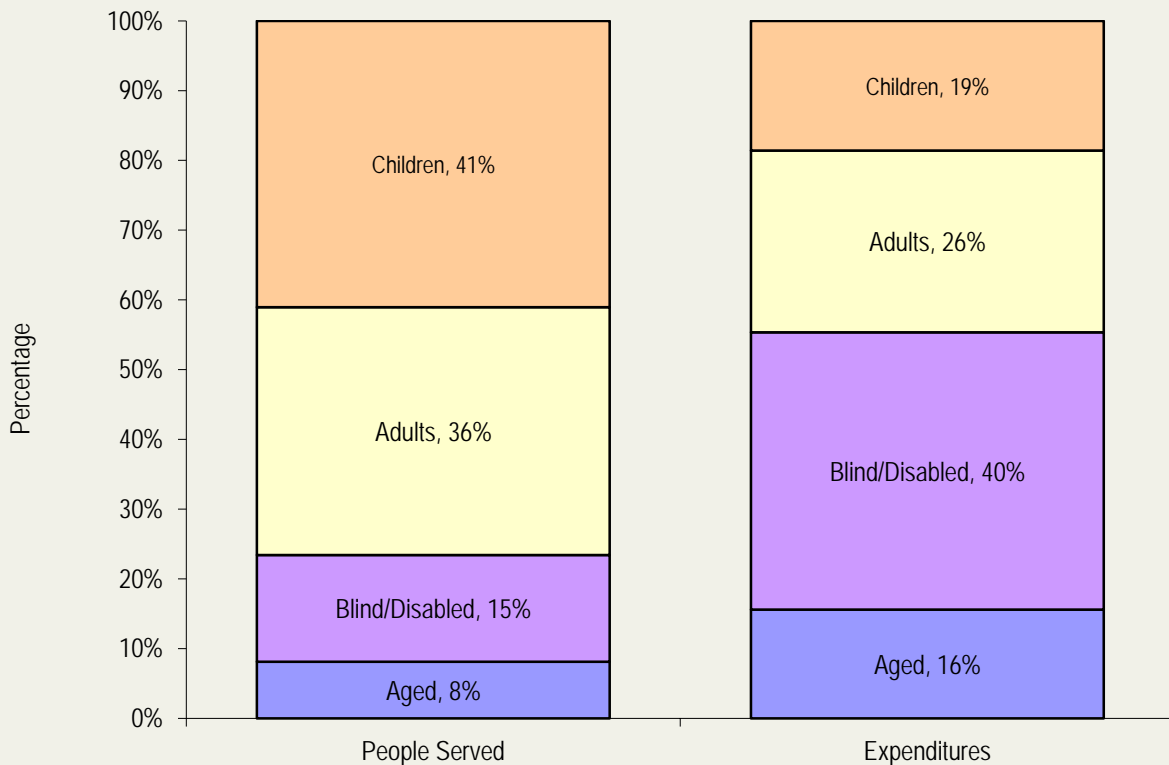 100%
90%
80%
70%
60%
50%
40%
30%
20%
10%
0%
Percentage
Children, 41%
Adults, 36%
Blind/Disabled, 15%
Aged, 8%
Children, 19%
Adults, 26%
Blind/Disabled, 40%
Aged, 16%
People Served
Expenditures